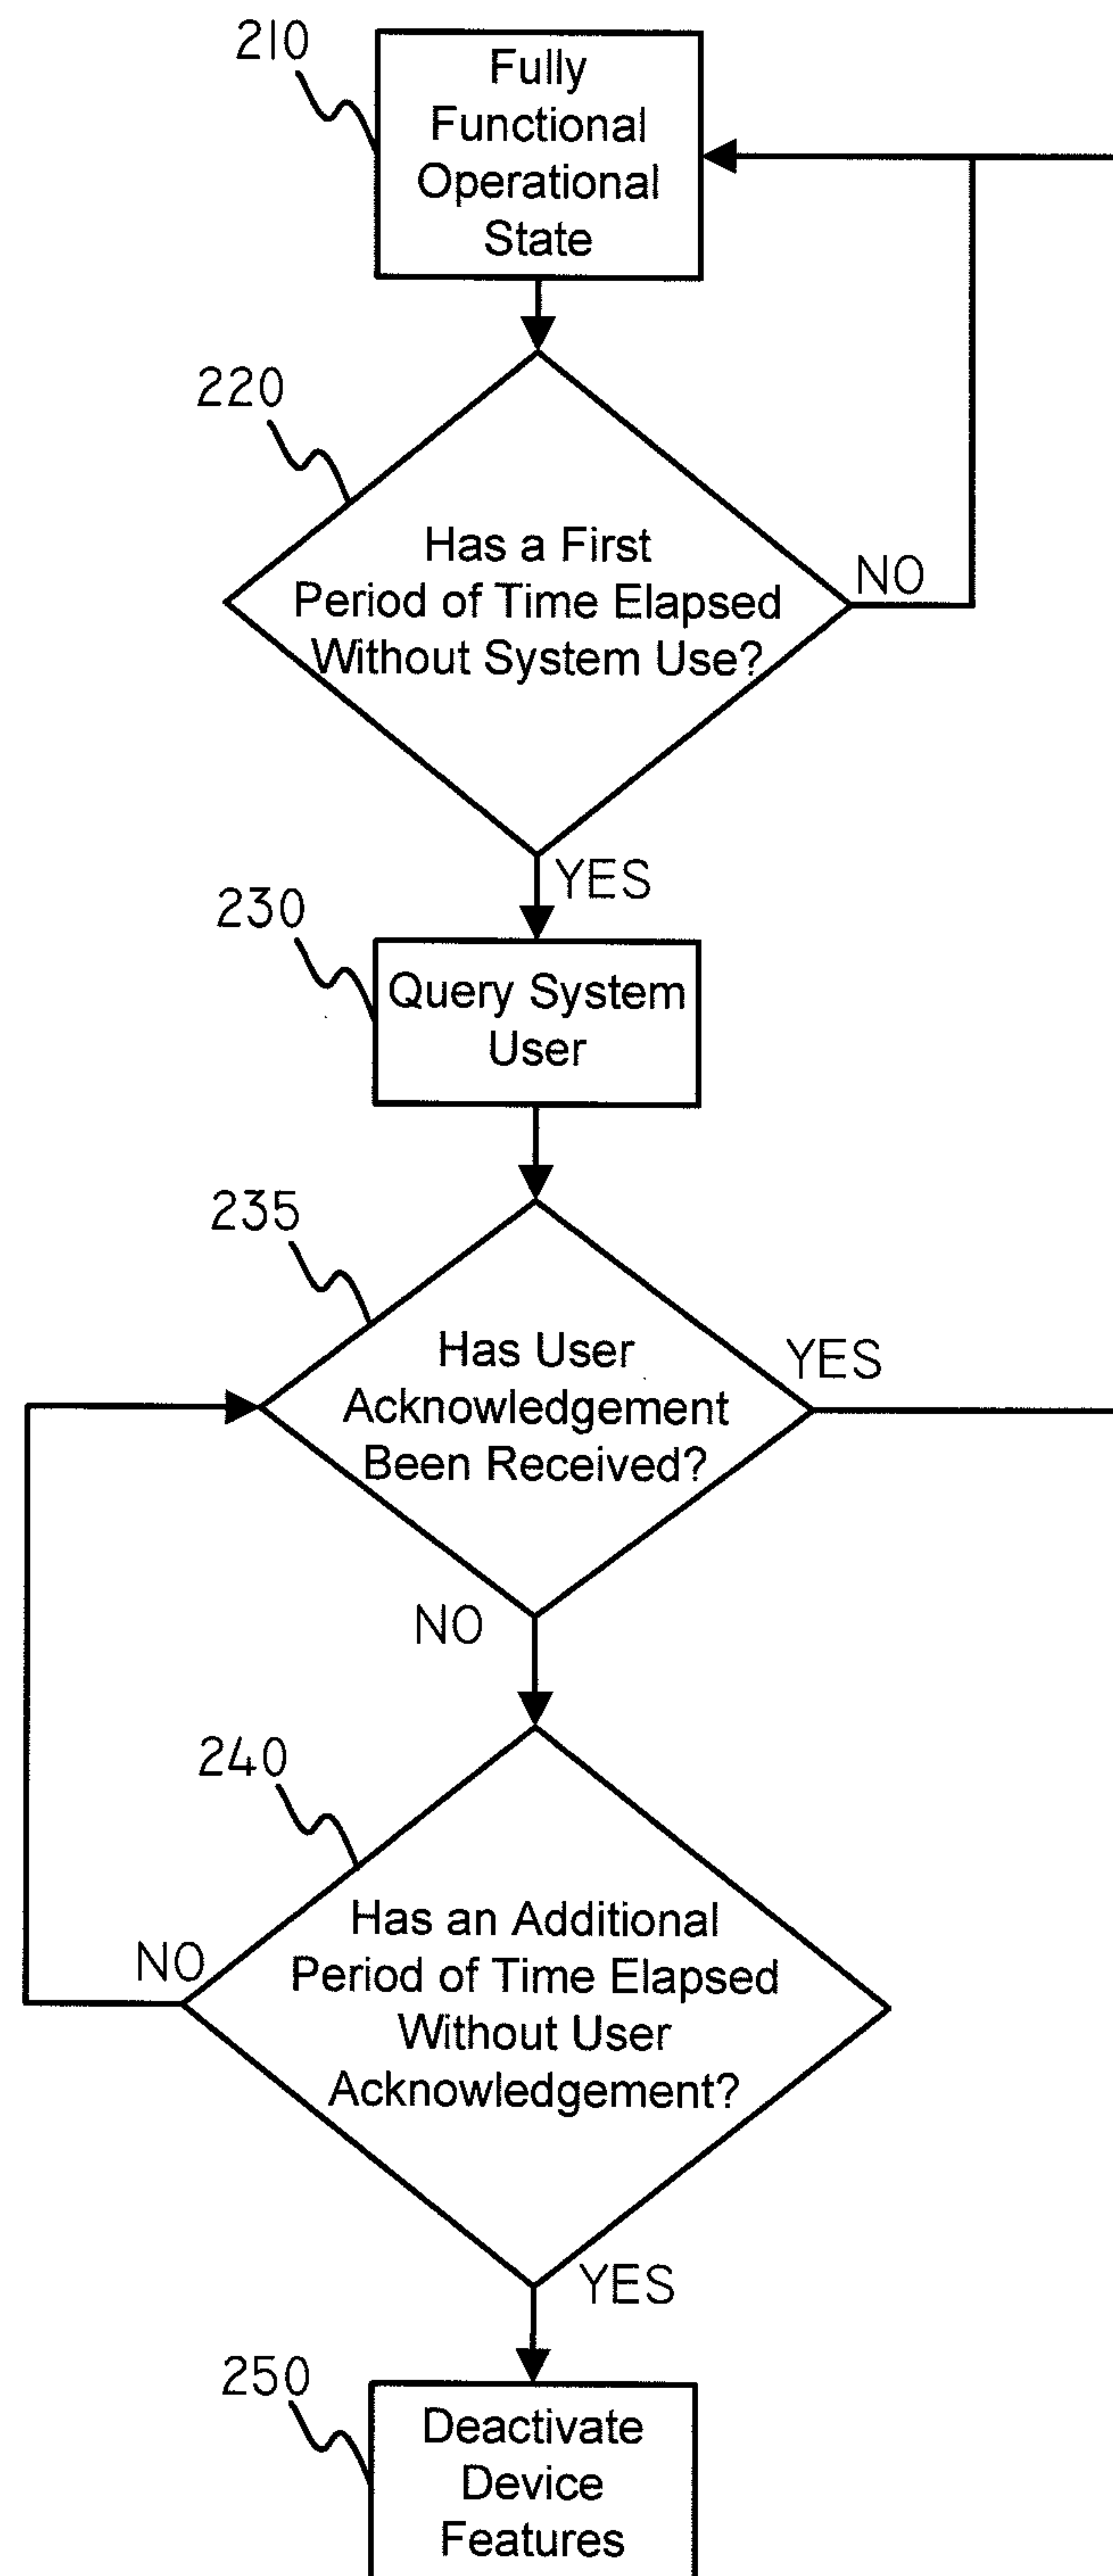 210
Fully
Functional
Operational
State
220
Has a First
Period of Time Elapsed
Without System Use?
NO
YES
230
Query System
User
235
Has User
Acknowledgement
Been Received?
YES
NO
240
Has an Additional
Period of Time Elapsed
Without User
Acknowledgement?
NO
YES
250
Deactivate
Device
Features